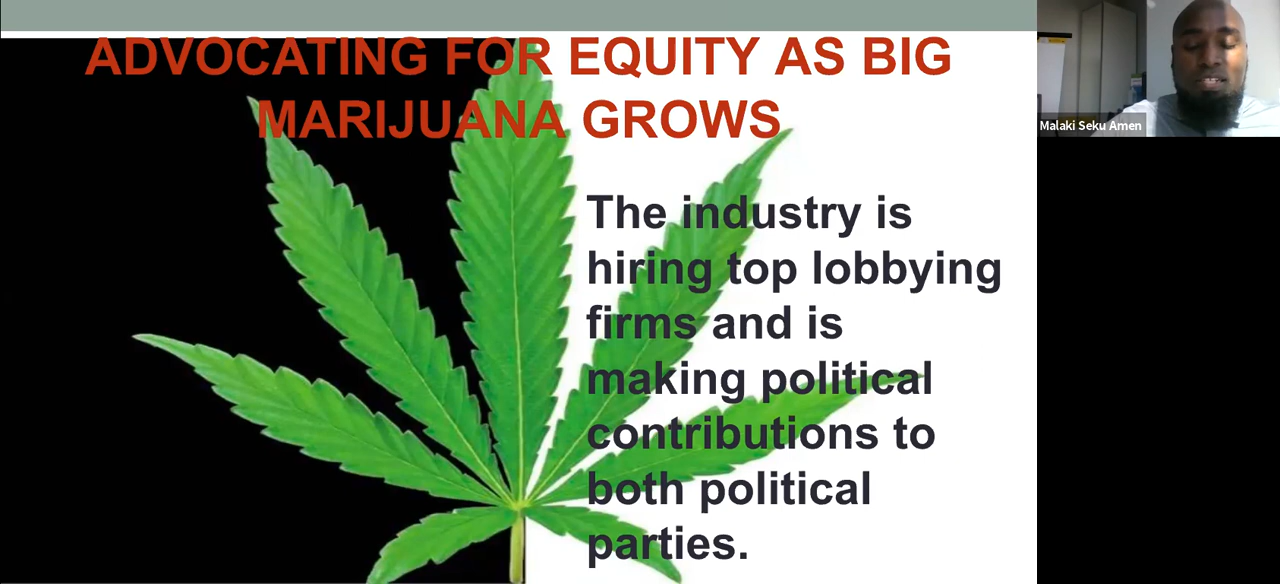 ADVOCATING FOR EQUITY AS BIG
MARIJUANA GROWS
The industry is
hiring top lobbying
firms and is
making political
contributions to
both political
parties.
Malaki Seku Amen